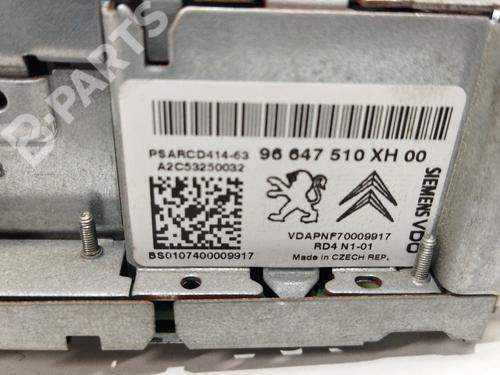 B-PARTS
PSARCD414-63 96 647 510 XH 00
A2C53250032
SIEMENS VDO
VDAPNF70009917
RD4 N1-01
BS0107400009917 Made in CZECH REP.